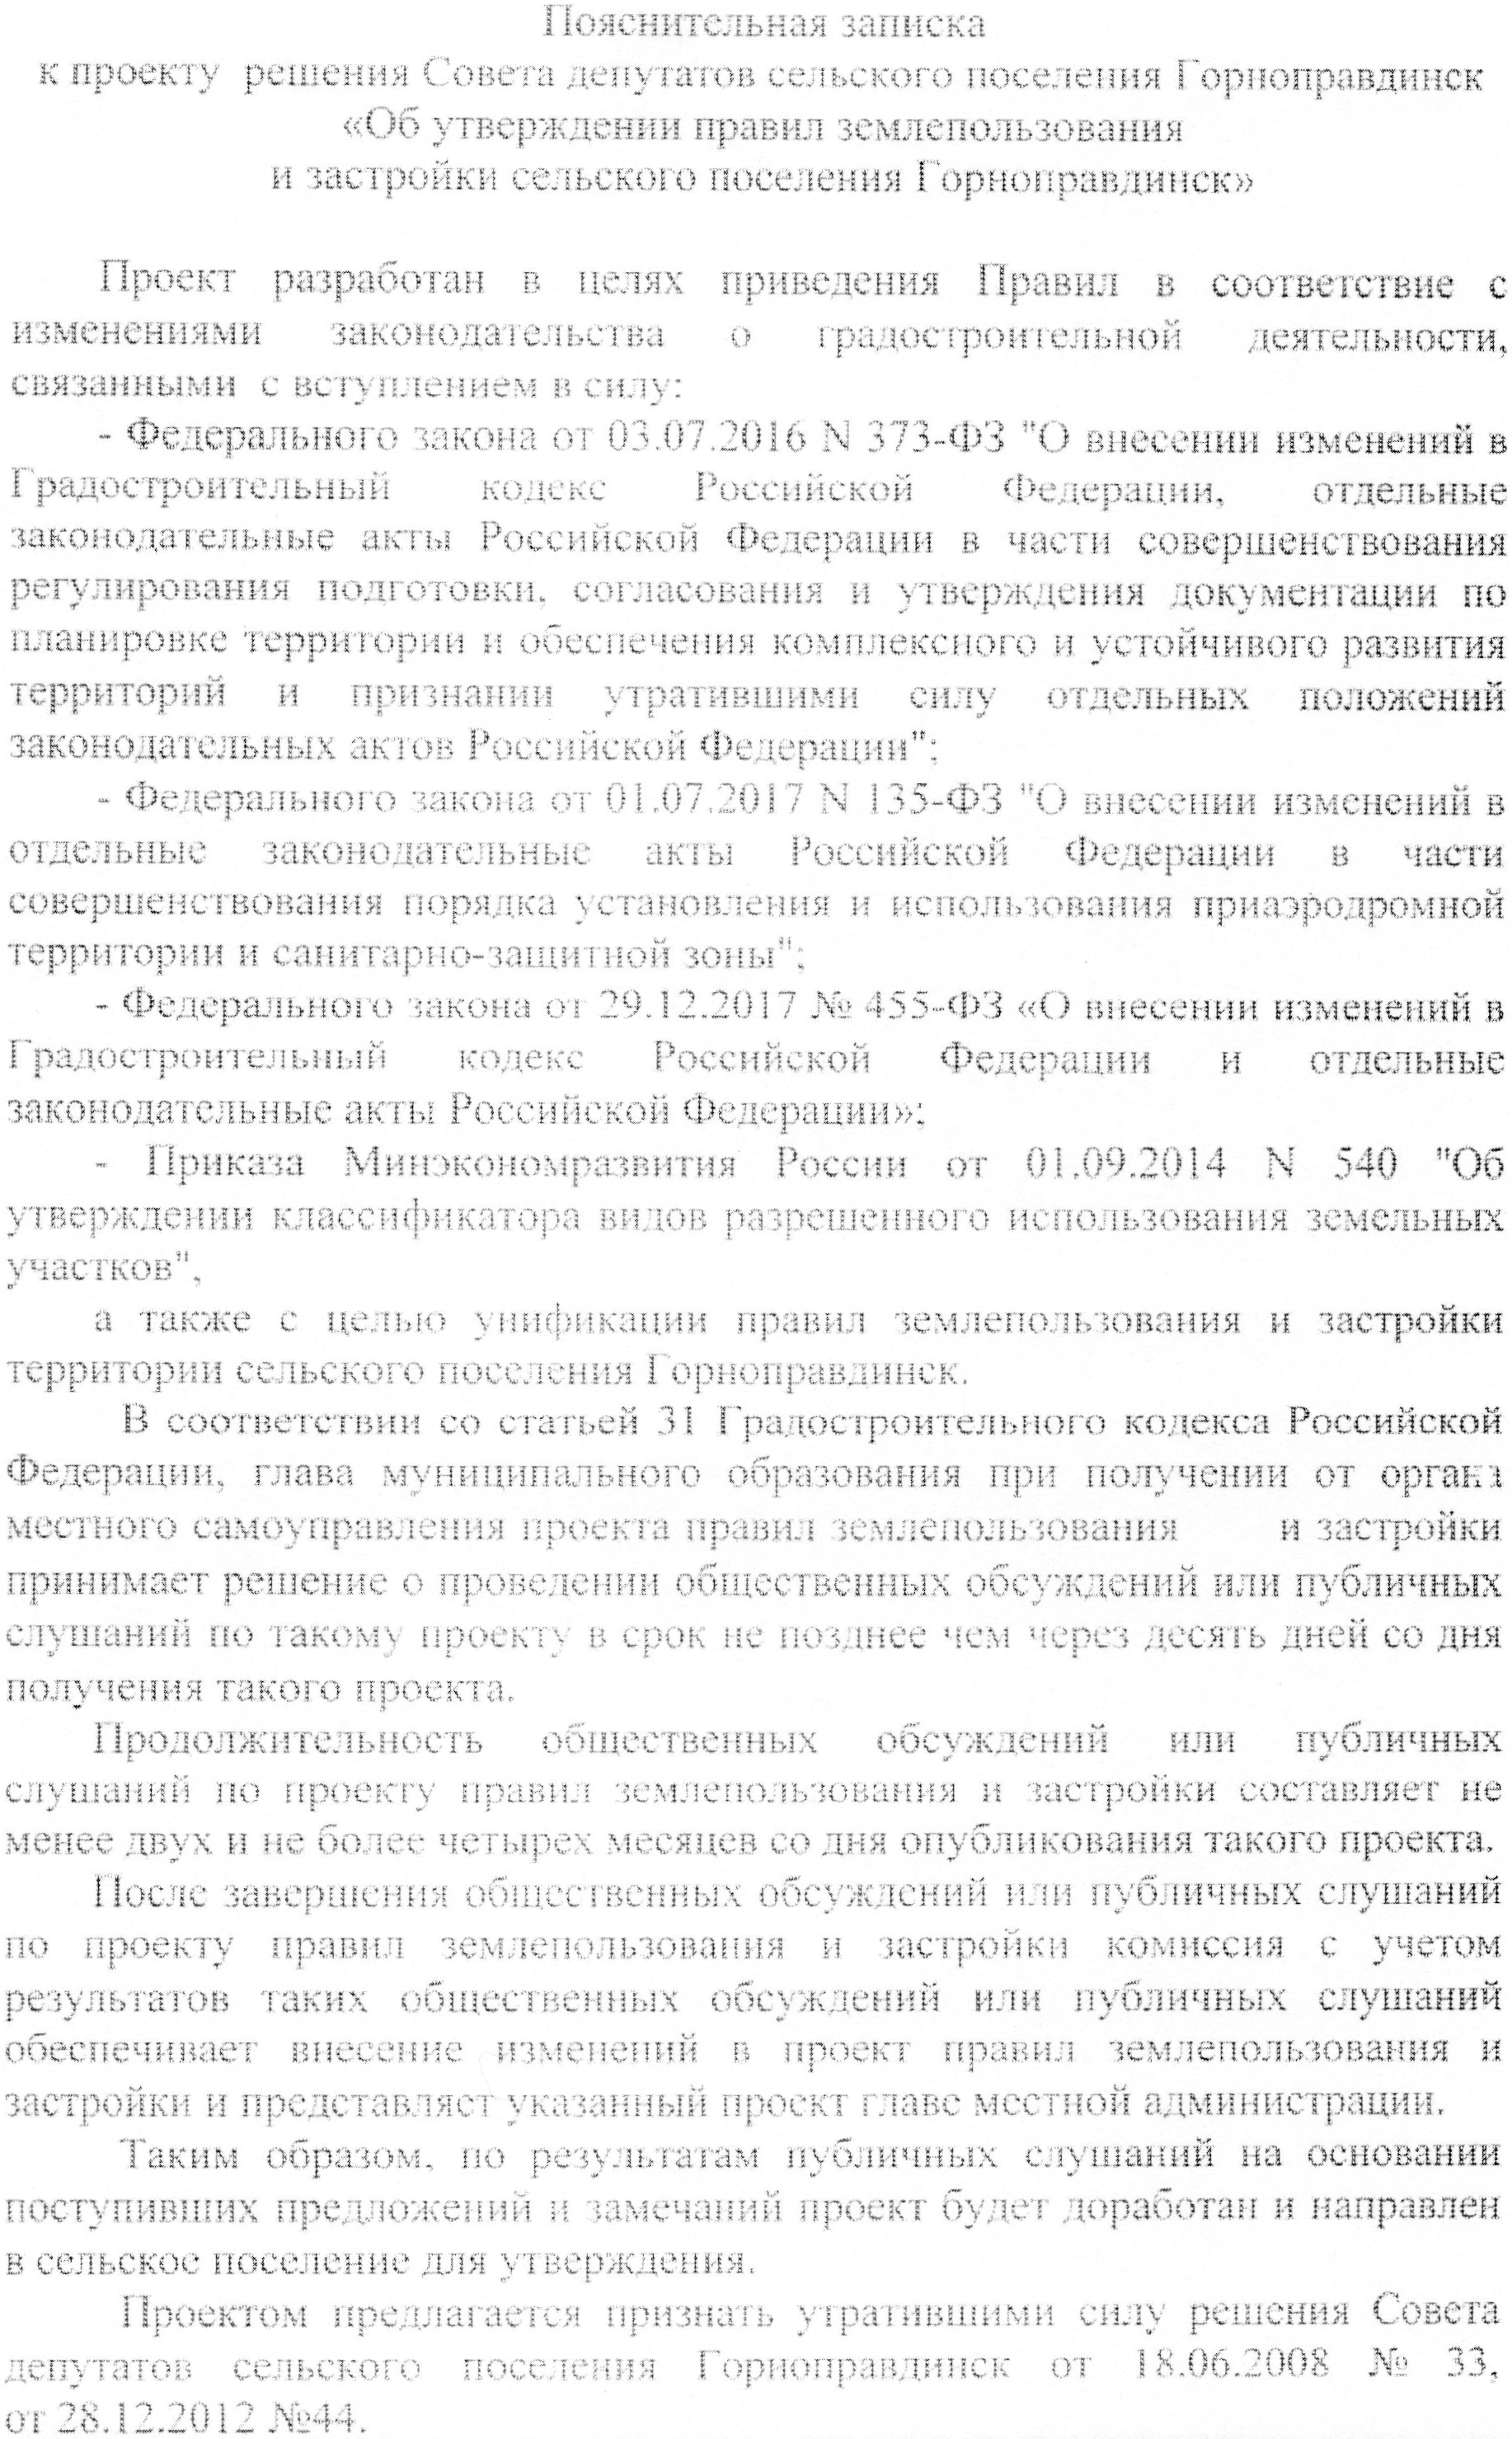 Пояснительная записка
к проекту решения Совета депутатов сельского поселения Горноправдинск
«Об утверждении правил землепользования
и застройки сельского поселения Горноправдинск»
Проект разработан в целях приведения Правил в соответствие с
изменениями законодательства о градостроительной деятельности,
связанными с вступлением в силу:
- Федерального закона от 03.07.2016 N 373-ФЗ "О внесении изменений в
Градостроительный кодекс Российской Федерации, отдельные
законодательные акты Российской Федерации в части совершенствования
регулирования подготовки, согласования и утверждения документации по
планировке территории и обеспечения комплексного и устойчивого развития
территорий и признании утратившими силу отдельных положений
законодательных актов Российской Федерации";
- Федерального закона от 01.07.2017 N 135-ФЗ "О внесении изменений в
отдельные законодательные акты Российской Федерации в части
совершенствования порядка установления и использования приаэродромной
территории и санитарно-защитной зоны";
- Федерального закона от 29.12.2017 № 455-ФЗ «О внесении изменений в
Градостроительный кодекс Российской Федерации и отдельные
законодательные акты Российской Федерации»;
- Приказа Минэкономразвития России от 01.09.2014 N 540 "Об
утверждении классификатора видов разрешенного использования земельных
участков",
а также с целью унификации правил землепользования и застройки
территории сельского поселения Горноправдинск.
В соответствии со статьей 31 Градостроительного кодекса Российской
Федерации, глава муниципального образования при получении от органа
местного самоуправления проекта правил землепользования и застройки
принимает решение о проведении общественных обсуждений или публичных
слушаний по такому проекту в срок не позднее чем через десять дней со дня
получения такого проекта.
Продолжительность общественных обсуждений или публичных
слушаний по проекту правил землепользования и застройки составляет не
менее двух и не более четырех месяцев со дня опубликования такого проекта.
После завершения общественных обсуждений или публичных слушаний
по проекту правил землепользования и застройки комиссия с учетом
результатов таких общественных обсуждений или публичных слушаний
обеспечивает внесение изменений в проект правил землепользования и
застройки и представляет указанный проект главе местной администрации.
Таким образом, по результатам публичных слушаний на основании
поступивших предложений и замечаний проект будет доработан и направлен
в сельское поселение для утверждения.
Проектом предлагается признать утратившими силу решения Совета
депутатов сельского поселения Горноправдинск от 18.06.2008 № 33,
от 28.12.2012 №44.